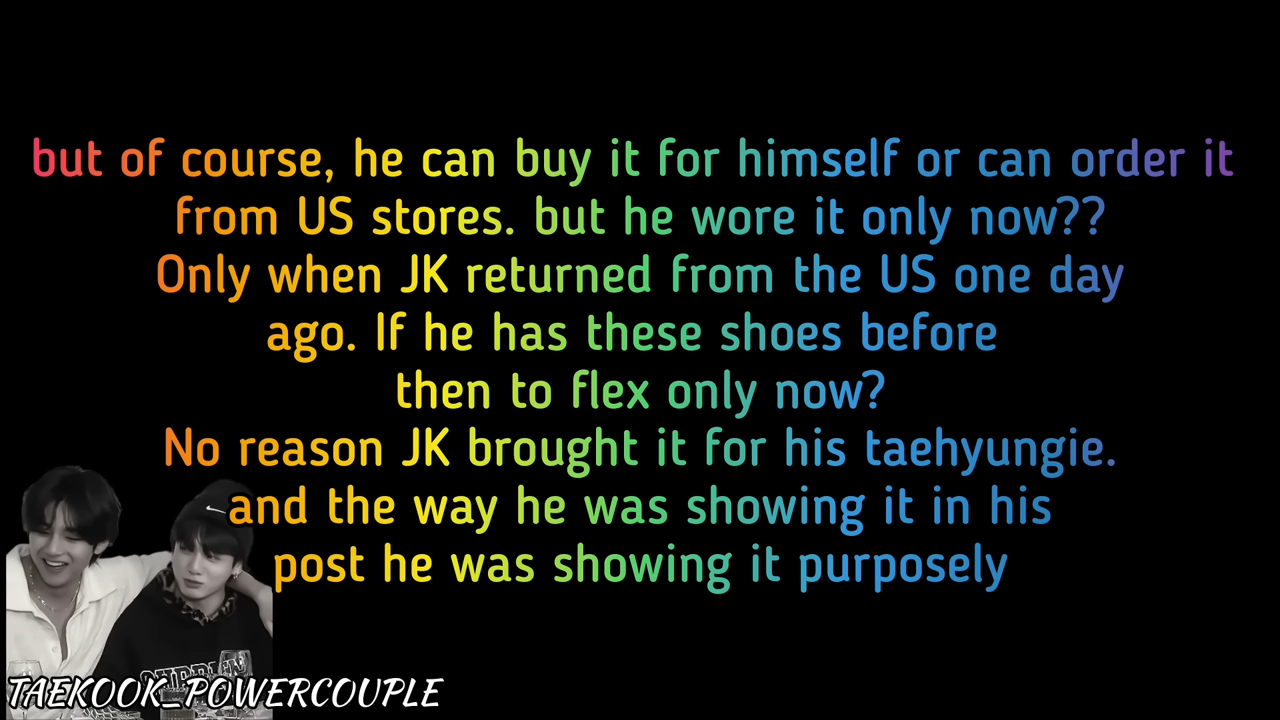 but of course, he can buy it for himself or can order it
from US stores. but he wore it only now??
Only when JK returned from the US one day
ago. If he has these shoes before
then to flex only now?
No reason JK brought it for his taehyungie.
and the way he was showing it in his
post he was showing it purposely
TAEKOOK_POWERCOUPLE